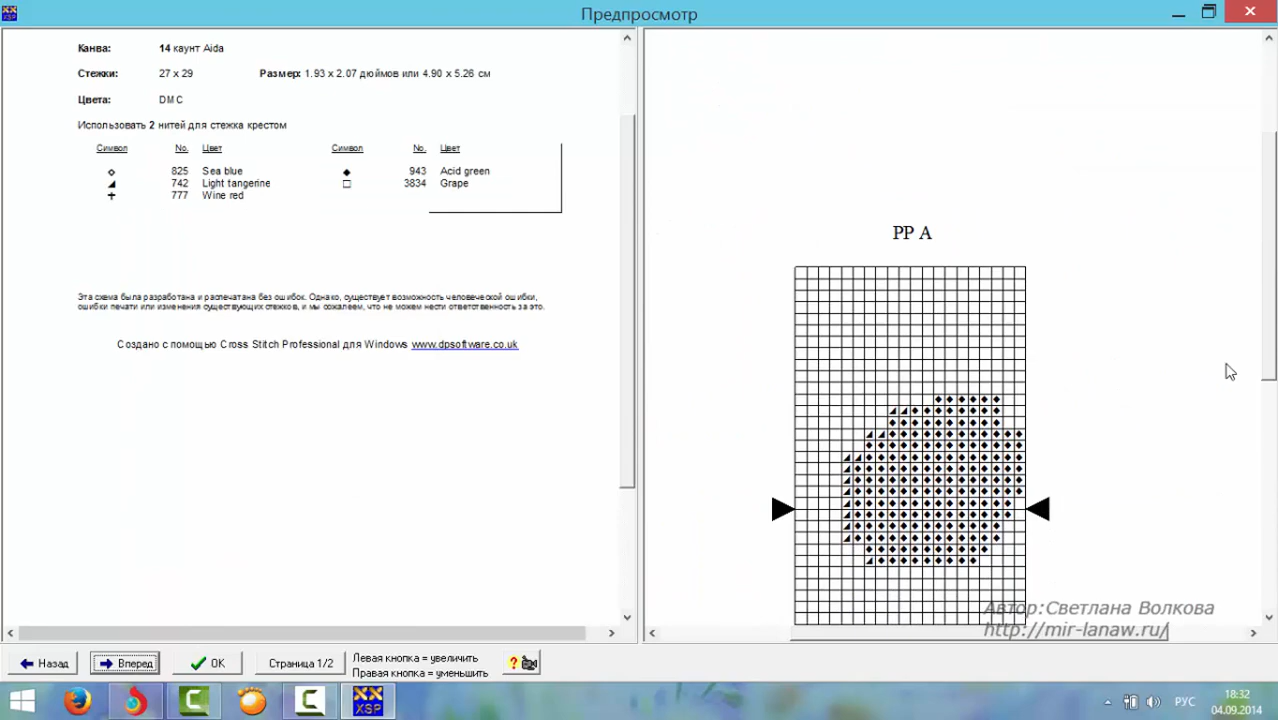 XX
XSP
Предпросмотр
Канва: 14 каунт Aida
Стежки: 27 x 29 Размер: 1.93 x 2.07 дюймов или 4.90 x 5.26 см
Цвета: DMC
Использовать 2 нитей для стежка крестом
Символ No. Цвет Символ No. Цвет
825 Sea blue 943 Acid green
742 Light tangerine 3834 Grape
777 Wine red
Эта схема была разработана и распечатана без ошибок. Однако, существует возможность человеческой ошибки,
ошибки печати или изменения существующих стежков, и мы сожалеем, что не можем нести ответственность за это.
Создано с помощью Cross Stitch Professional для Windows www.dpsoftware.co.uk
PP A
Автор:Светлана Волкова
http://mir-lanaw.ru/
Назад
Вперед
OK
Страница 1/2
Левая кнопка = увеличить
Правая кнопка = уменьшить
XX
XSP
РУС
18:32
04.09.2014